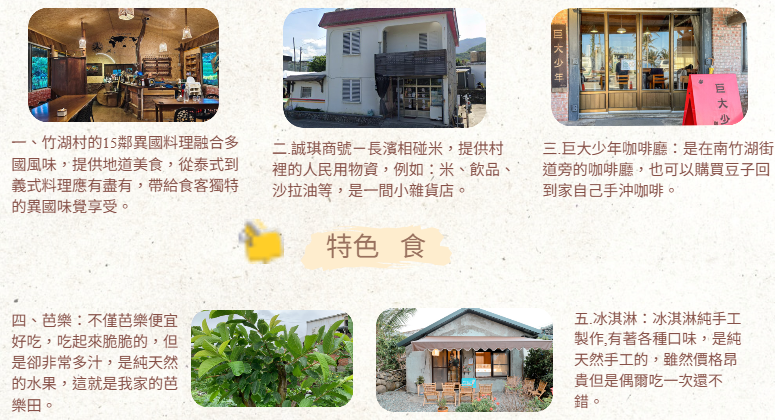 巨大少年
巨大少
一、竹湖村的15鄰異國料理融合多
國風味，提供地道美食，從泰式到
義式料理應有盡有，帶給食客獨特
的異國味覺享受。
二.誠琪商號－長濱相碰米，提供村
裡的人民用物資，例如：米、飲品、
沙拉油等，是一間小雜貨店。
三.巨大少年咖啡廳：是在南竹湖街
道旁的咖啡廳，也可以購買豆子回
到家自己手沖咖啡。
特色 食
四、芭樂：不僅芭樂便宜
好吃，吃起來脆脆的，但
是卻非常多汁，是純天然
的水果，這就是我家的芭
樂田。
五.冰淇淋：冰淇淋純手工
製作,有著各種口味，是純
天然手工的，雖然價格昂
貴但是偶爾吃一次還不
錯。